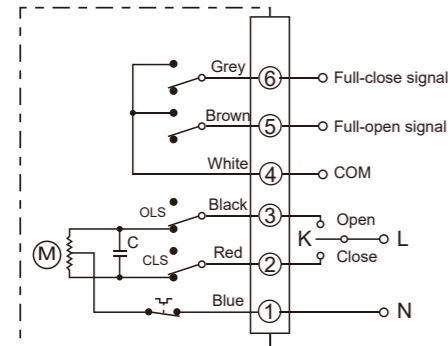 Grey ⑥ Full-close signal
Brown ⑤ Full-open signal
White ④ COM
OLS Black ③ Open
K L
C
M
CLS Red ② Close
Blue ① N